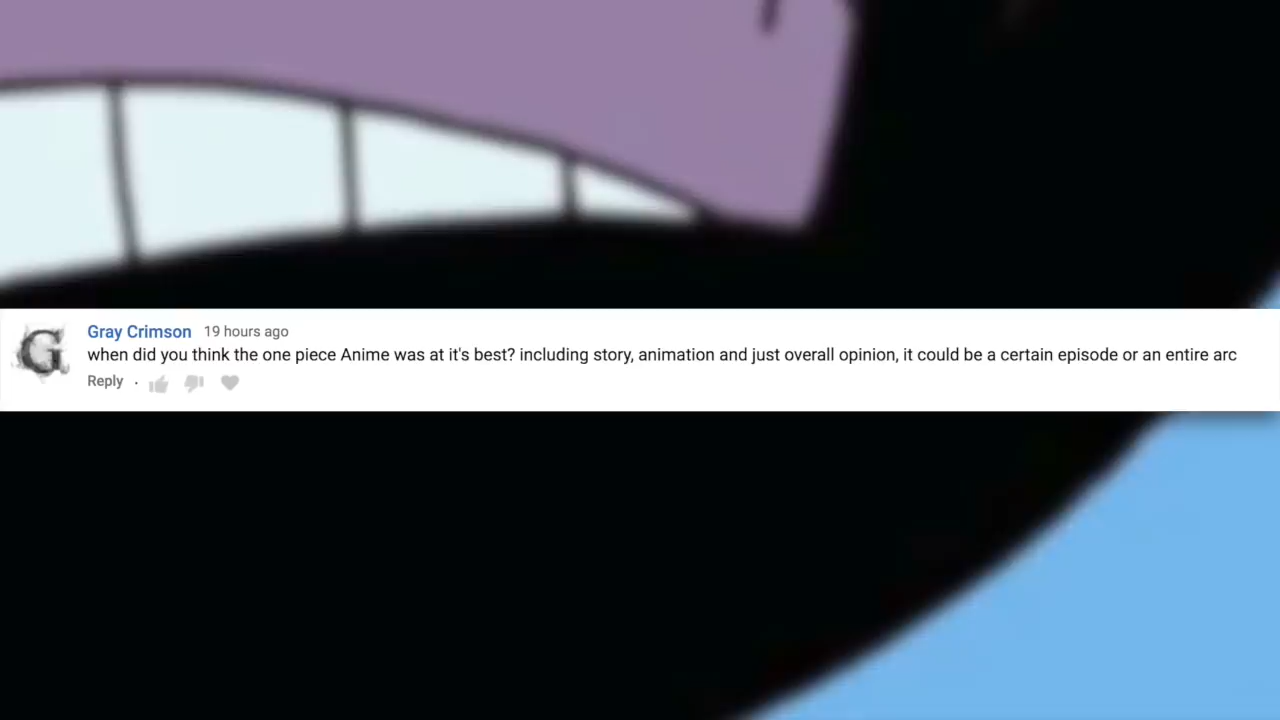 Gray Crimson 19 hours ago
when did you think the one piece Anime was at it's best? including story, animation and just overall opinion, it could be a certain episode or an entire arc
Reply ·